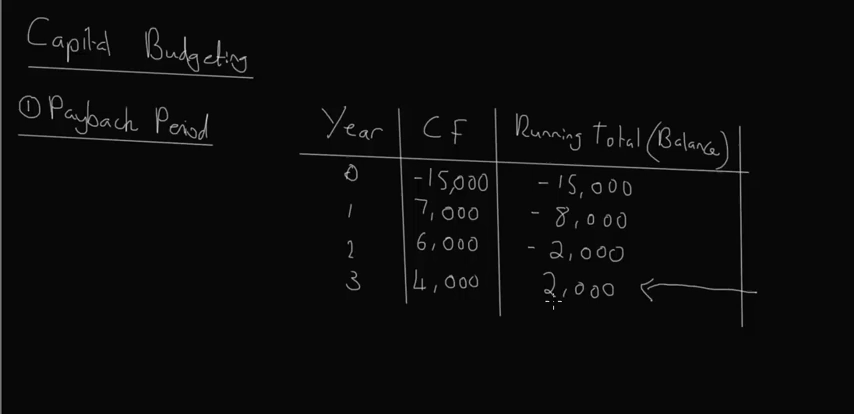 Capital Budgeting
① Payback Period
Year CF Running Total (Balance)
0 -15,000 -15,000
1 7,000 -8,000
2 6,000 -2,000
3 4,000 2,000